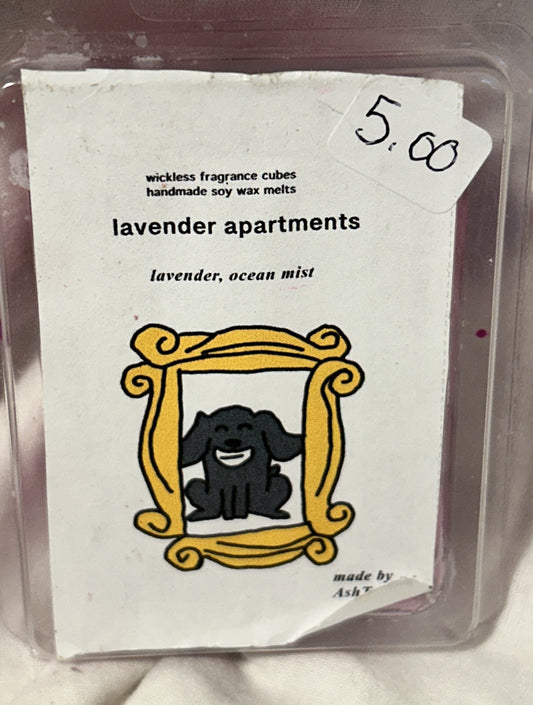 5.00
wickless fragrance cubes
handmade soy wax melts
lavender apartments
lavender, ocean mist
made by